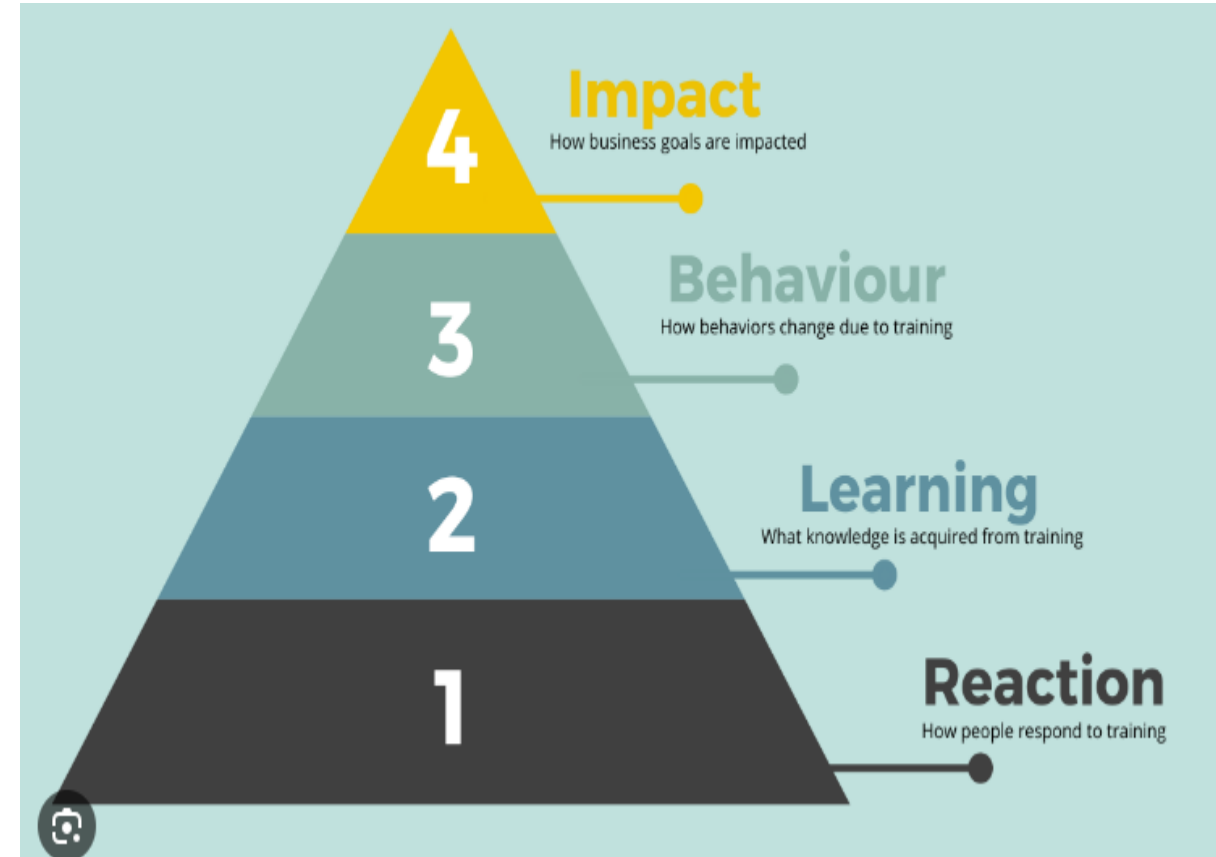 4
Impact
How business goals are impacted
3
Behaviour
How behaviors change due to training
2
Learning
What knowledge is acquired from training
1
Reaction
How people respond to training